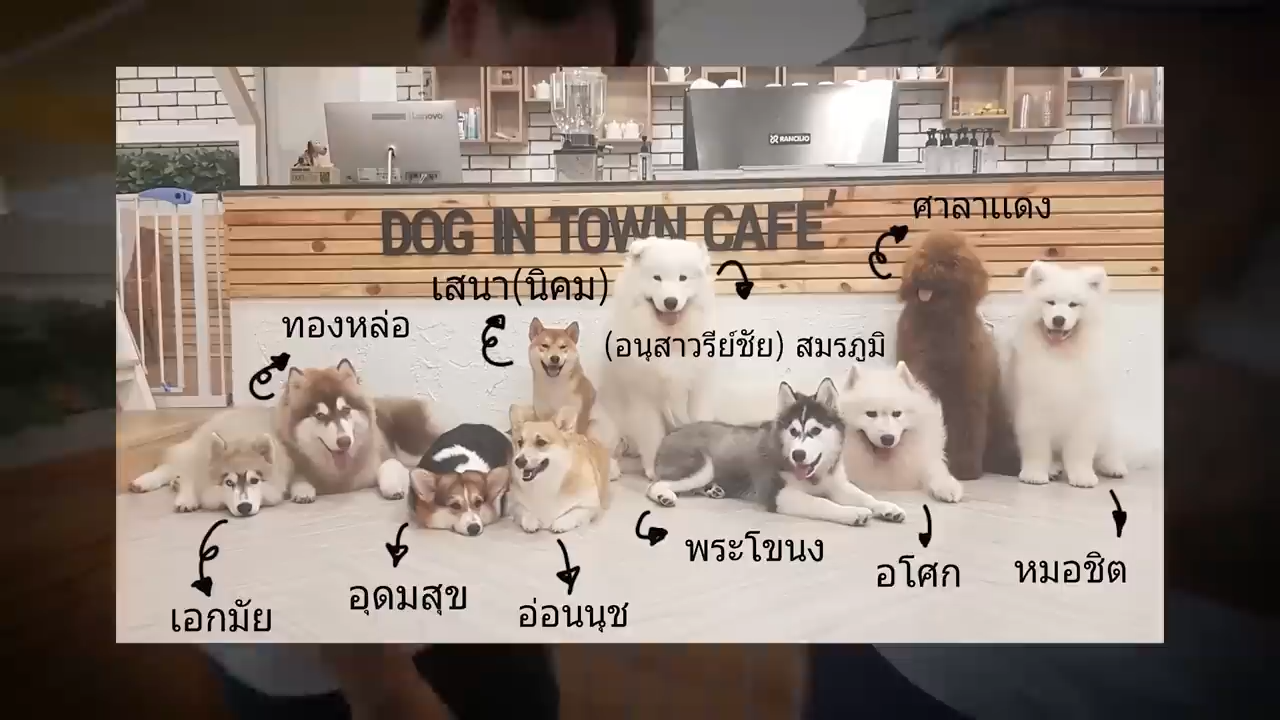 Lenovo
RANCILIO
DOG IN TOWN CAFE'
ศาลาแดง
เสนา(นิคม)
ทองหล่อ
(อนุสาวรีย์ชัย) สมรภูมิ
พระโขนง
อโศก
หมอชิต
อุดมสุข
อ่อนนุช
เอกมัย